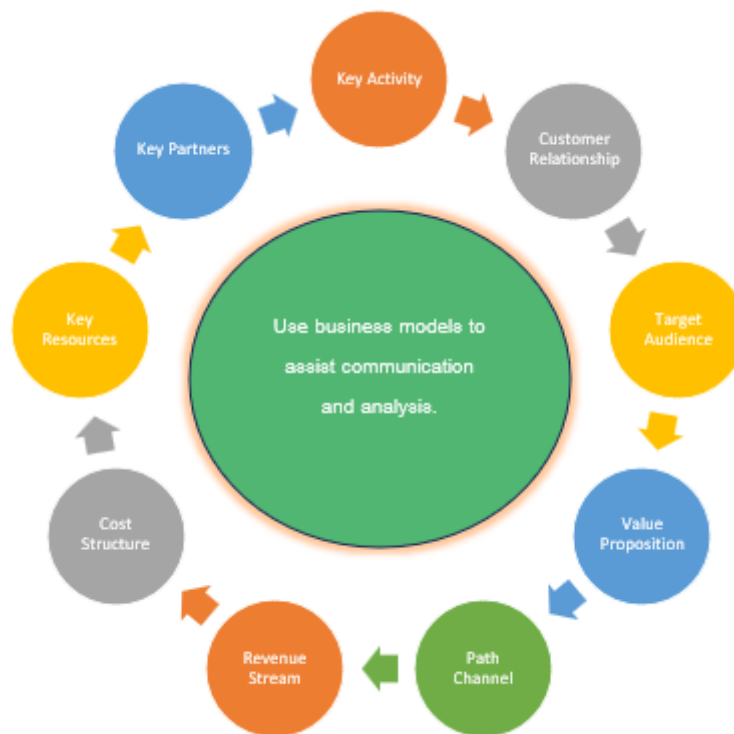 Key Activity
Customer
Relationship
Target
Audience
Value
Proposition
Path
Channel
Revenue
Stream
Cost
Structure
Key
Resources
Key Partners
Use business models to
assist communication
and analysis.